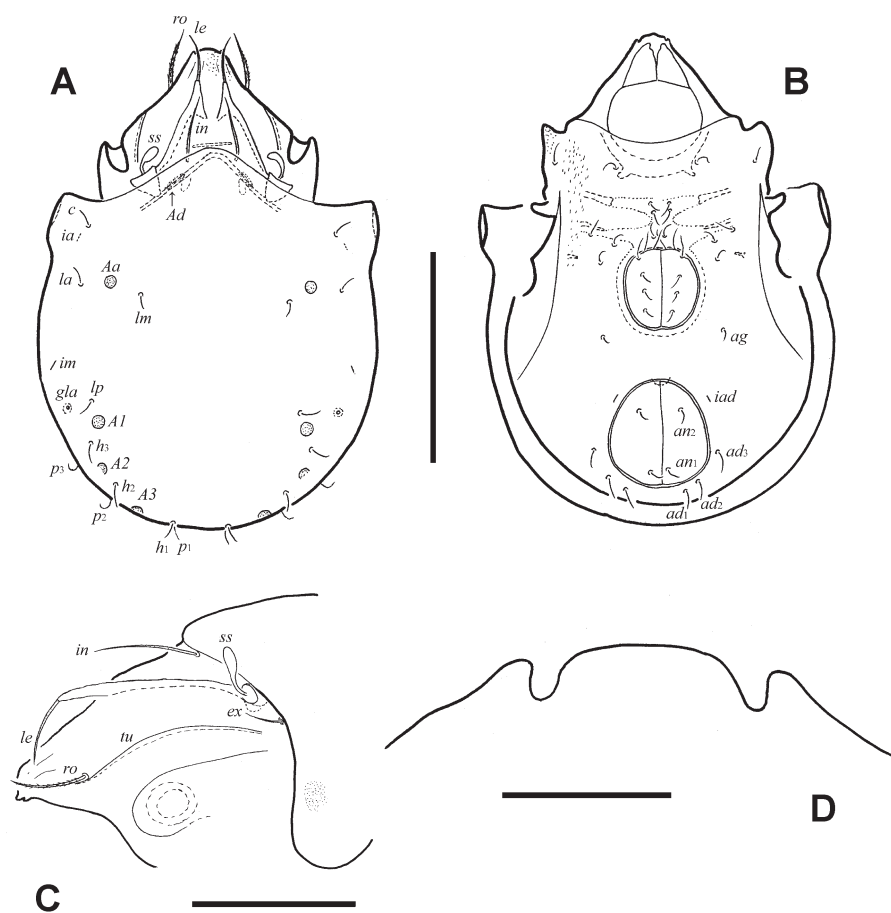 ro le
A
in
ss
Ad
c
ia
la
Aa
lm
im
gla
lp
A1
h3
A2
p3
h2
A3
p2
h1 p1
B
ag
iad
an2
an1
ad3
ad2
ad1
in
ss
ex
tu
le
ro
C
D